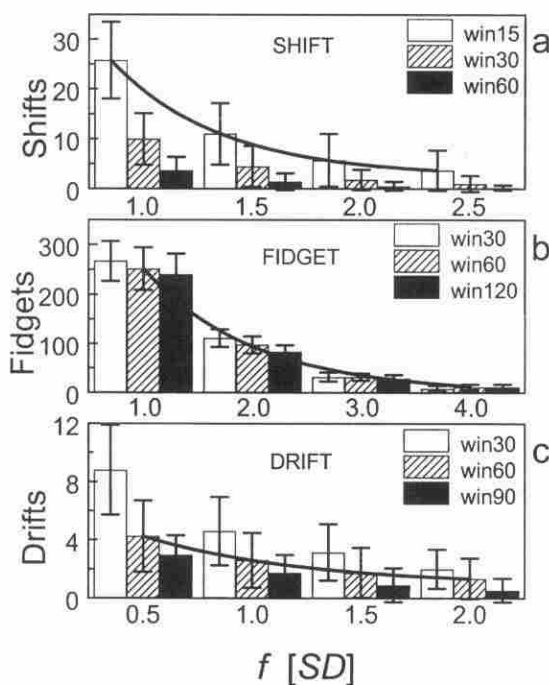 30
20
10
0
Shifts
SHIFT
win15
win30
win60
a
1.0 1.5 2.0 2.5
300
200
100
0
Fidgets
FIDGET
win30
win60
win120
b
1.0 2.0 3.0 4.0
12
8
4
0
Drifts
DRIFT
win30
win60
win90
c
0.5 1.0 1.5 2.0
f [SD]